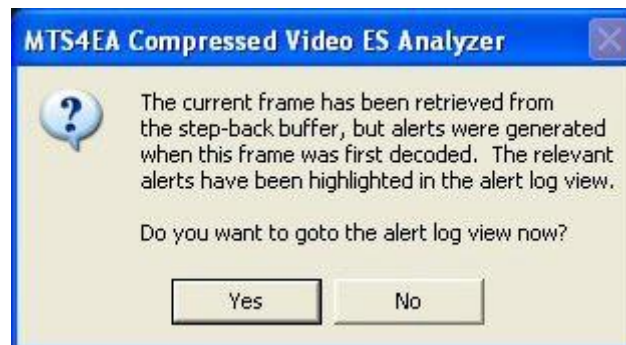 MTS4EA Compressed Video ES Analyzer
The current frame has been retrieved from
the step-back buffer, but alerts were generated
when this frame was first decoded. The relevant
alerts have been highlighted in the alert log view.
Do you want to goto the alert log view now?
Yes No